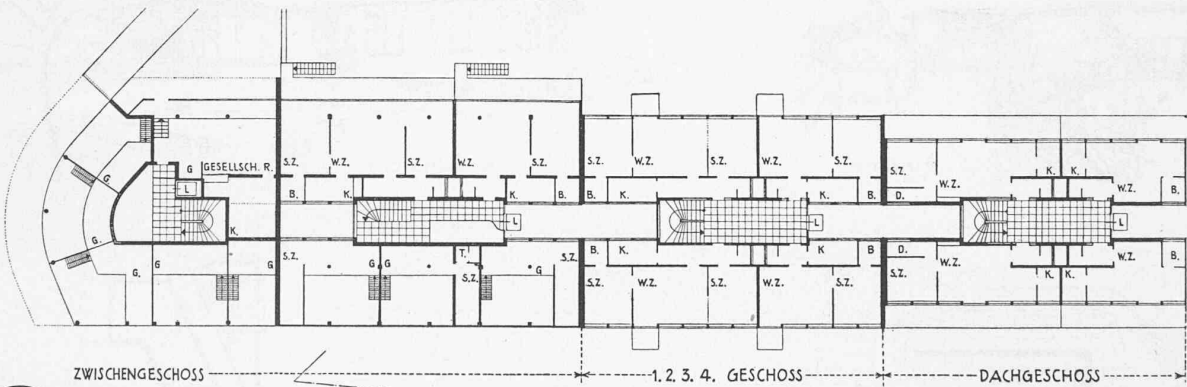 G GESELLSCH. R. S.Z. W.Z. S.Z. W.Z. S.Z. S.Z. W.Z. S.Z. W.Z. S.Z. S.Z. W.Z. K. K. W.Z.
G L B. K. K. B. B. K. K. B D. B.
G. K. L L L
G. G G S.Z. G G T. S.Z. G S.Z. B. K. K B D. K. K. W.Z. B.
S.Z. W.Z. S.Z. W.Z. S.Z. S.Z. W.Z.
ZWISCHENGESCHOSS 1. 2. 3. 4. GESCHOSS DACHGESCHOSS